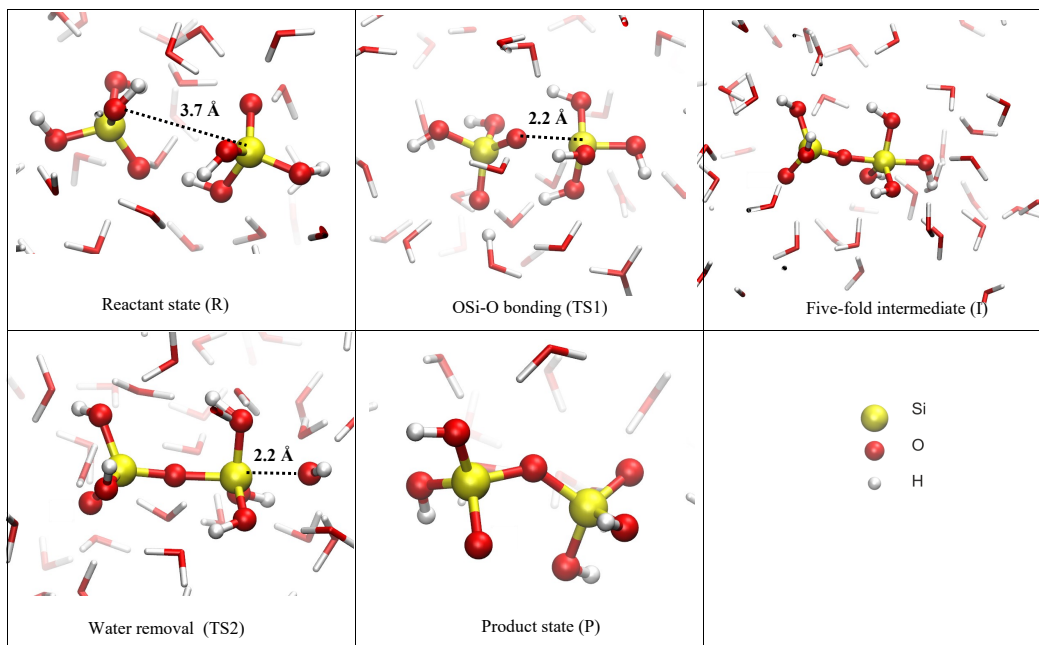 3.7 Å
Reactant state (R)
2.2 Å
OSi-O bonding (TS1)
Five-fold intermediate (I)
2.2 Å
Water removal  (TS2)
Product state (P)
Si
O
H